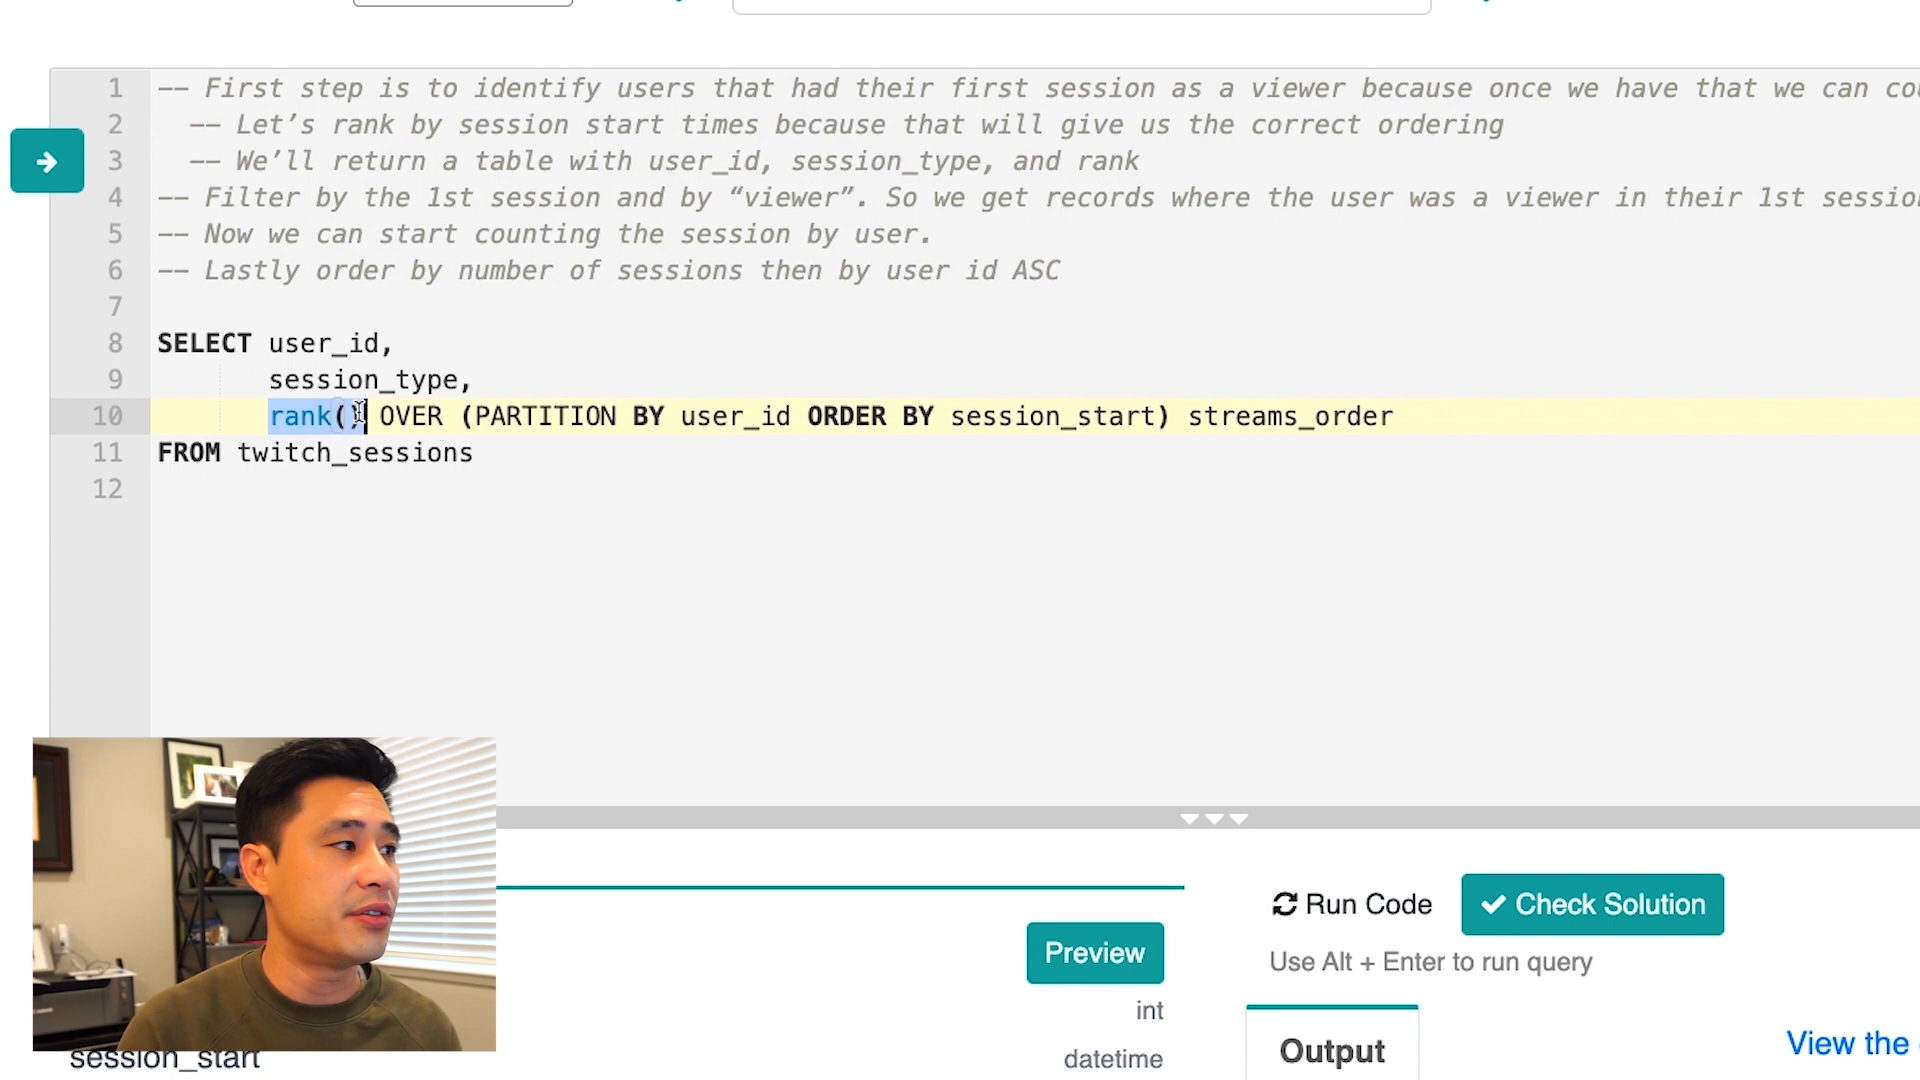 1 -- First step is to identify users that had their first session as a viewer because once we have that we can cou
2 -- Let’s rank by session start times because that will give us the correct ordering
3 -- We’ll return a table with user_id, session_type, and rank
4 -- Filter by the 1st session and by “viewer”. So we get records where the user was a viewer in their 1st session
5 -- Now we can start counting the session by user.
6 -- Lastly order by number of sessions then by user id ASC
7
8 SELECT user_id,
9 session_type,
10 rank() OVER (PARTITION BY user_id ORDER BY session_start) streams_order
11 FROM twitch_sessions
12
Run Code
Check Solution
Preview
Use Alt + Enter to run query
int
session_start
datetime
Output
View the